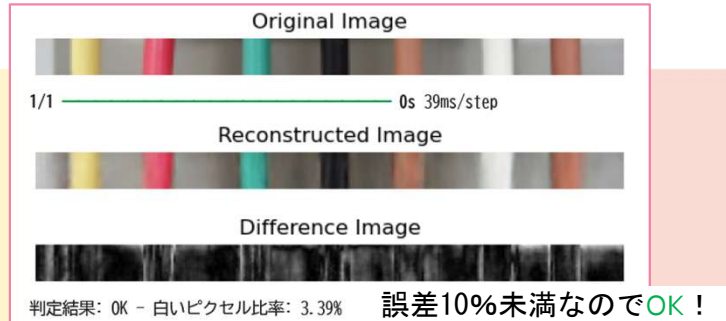 Original Image
1/1 ━━━━━━━━━━━━━━━━━━━━ 0s 39ms/step
Reconstructed Image
Difference Image
判定結果: OK - 白いピクセル比率: 3.39%
誤差10%未満なのでOK！